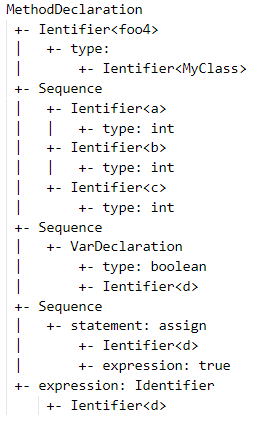 MethodDeclaration
+- Ientifier<foo4>
|   +- type:
|       +- Ientifier<MyClass>
+- Sequence
|   +- Ientifier<a>
|   |   +- type: int
|   +- Ientifier<b>
|   |   +- type: int
|   +- Ientifier<c>
|       +- type: int
+- Sequence
|   +- VarDeclaration
|       +- type: boolean
|       +- Ientifier<d>
+- Sequence
|   +- statement: assign
|       +- Ientifier<d>
|       +- expression: true
+- expression: Identifier
    +- Ientifier<d>